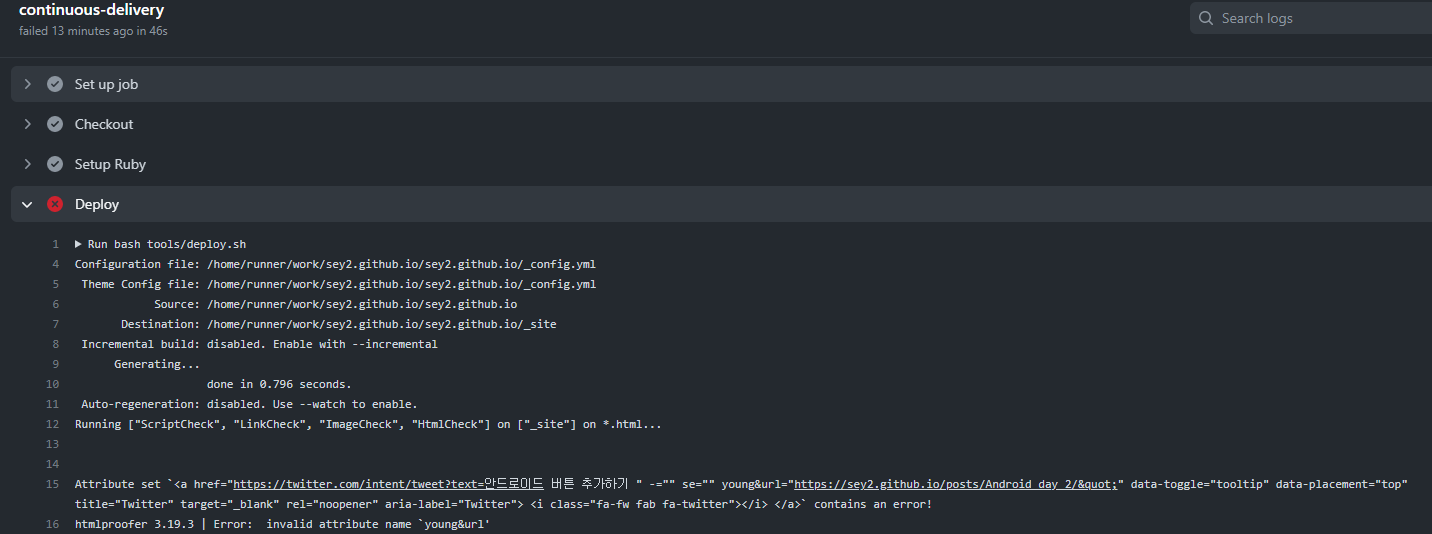 continuous-delivery
failed 13 minutes ago in 46s
Search logs
Set up job
Checkout
Setup Ruby
Deploy
1 Run bash tools/deploy.sh
4 Configuration file: /home/runner/work/sey2.github.io/sey2.github.io/_config.yml
5 Theme Config file: /home/runner/work/sey2.github.io/sey2.github.io/_config.yml
6 Source: /home/runner/work/sey2.github.io/sey2.github.io
7 Destination: /home/runner/work/sey2.github.io/sey2.github.io/_site
8 Incremental build: disabled. Enable with --incremental
9 Generating...
10 done in 0.796 seconds.
11 Auto-regeneration: disabled. Use --watch to enable.
12 Running ["ScriptCheck", "LinkCheck", "ImageCheck", "HtmlCheck"] on ["_site"] on *.html...
13
14
15 Attribute set `<a href="https://twitter.com/intent/tweet?text=안드로이드 버튼 추가하기 " -="" se="" young&url="https://sey2.github.io/posts/Android_day_2/&quot;" data-toggle="tooltip" data-placement="top"
title="Twitter" target="_blank" rel="noopener" aria-label="Twitter"> <i class="fa-fw fab fa-twitter"></i> </a>` contains an error!
16 htmlproofer 3.19.3 | Error:  invalid attribute name `young&url'